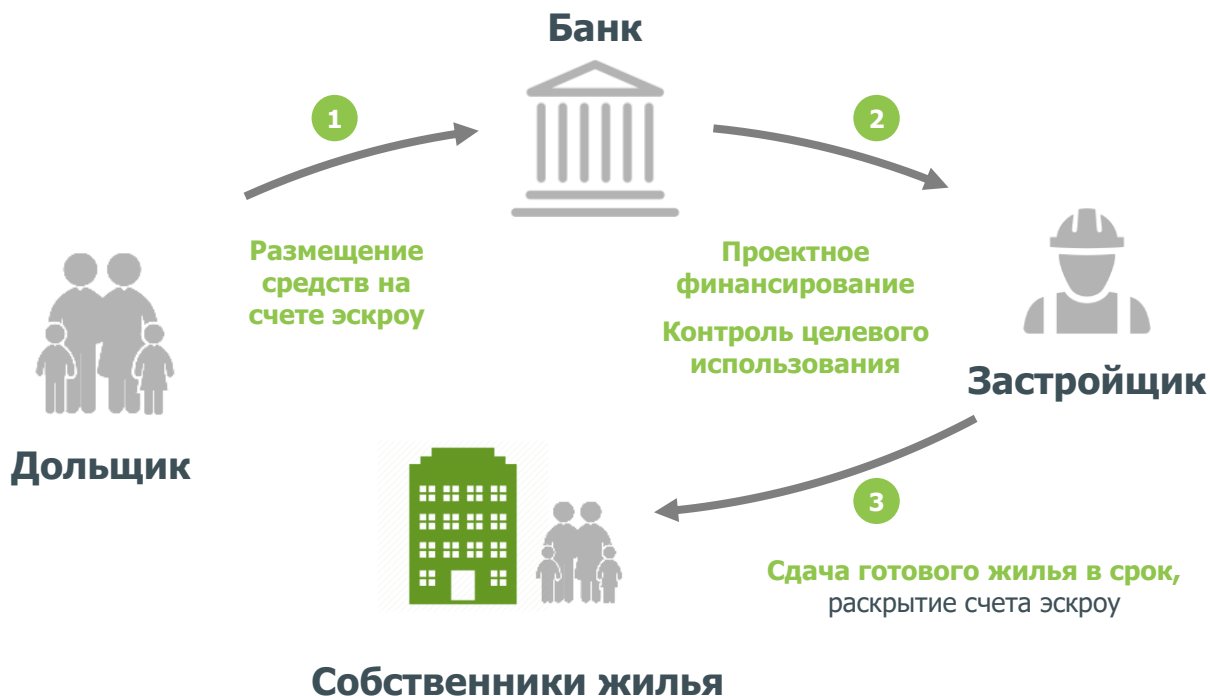 Банк
1
2
Размещение
средств на
счете эскроу
Проектное
финансирование
Контроль целевого
использования
Застройщик
Дольщик
3
Сдача готового жилья в срок,
раскрытие счета эскроу
Собственники жилья